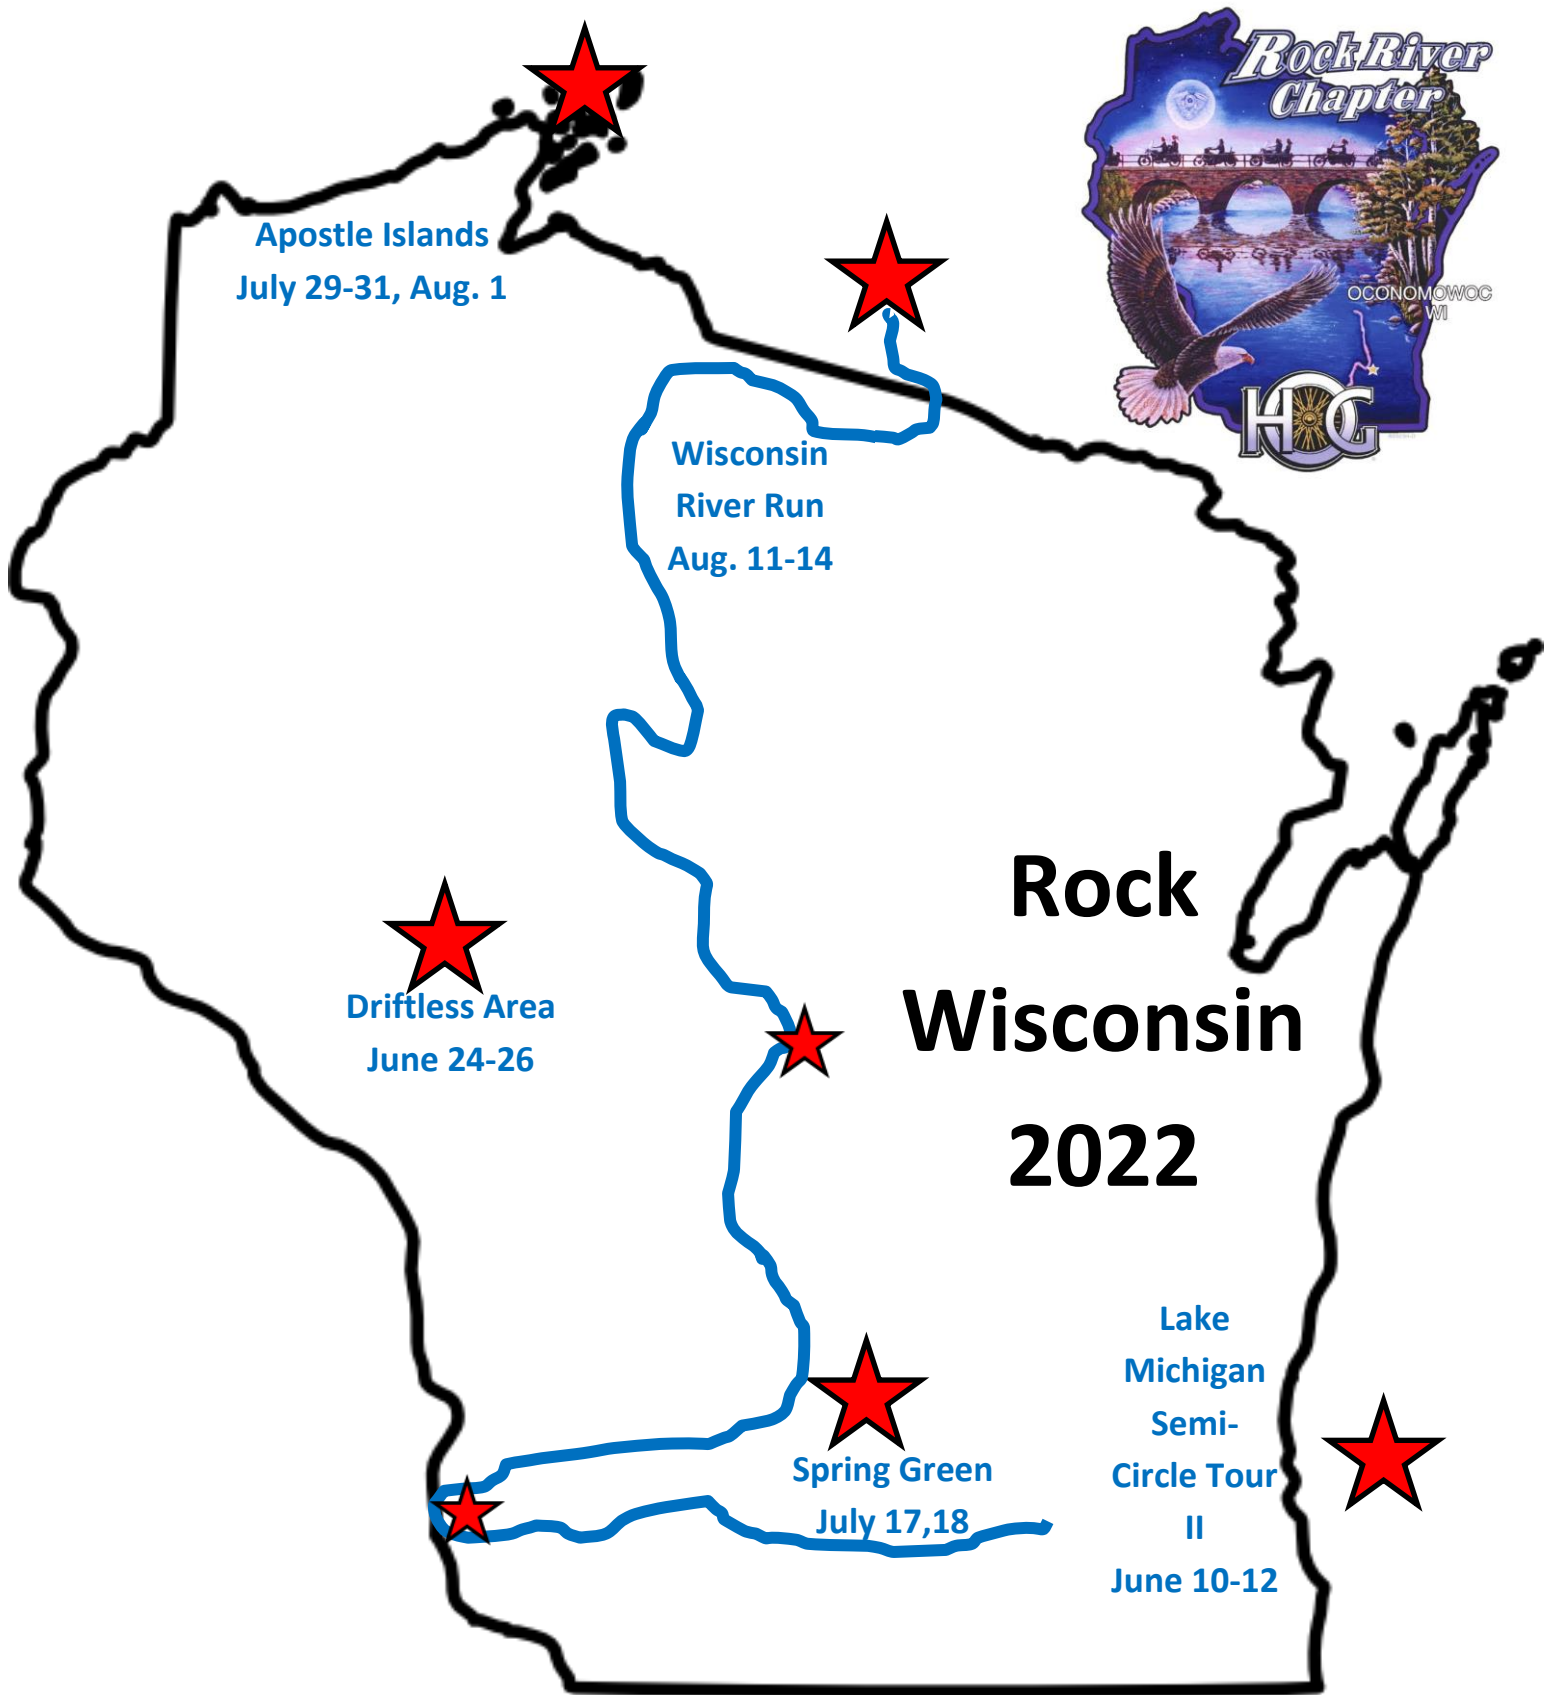 Rock River
Chapter
OCONOMOWOC
WI
HOG
Apostle Islands
July 29-31, Aug. 1
Wisconsin
River Run
Aug. 11-14
Rock
Wisconsin
2022
Driftless Area
June 24-26
Spring Green
July 17,18
Lake
Michigan
Semi-
Circle Tour
II
June 10-12